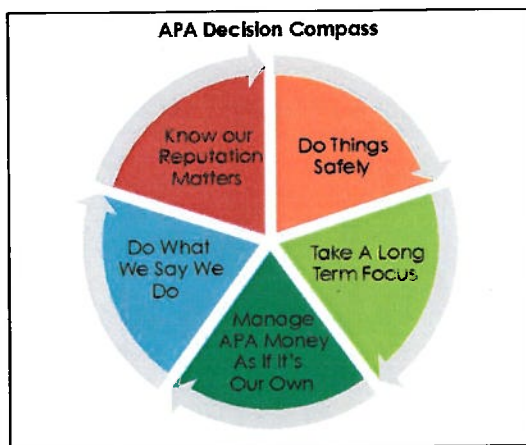 APA Decision Compass
Know our
Reputation
Matters
Do Things
Safely
Do What
We Say We
Do
Take A Long
Term Focus
Manage
APA Money
As If It's
Our Own